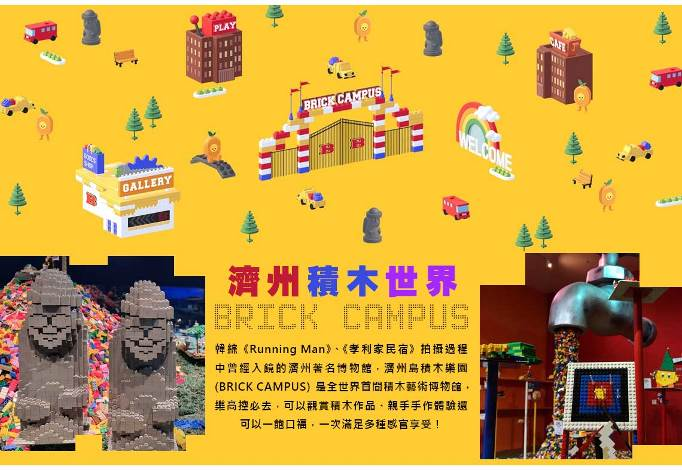 PLAY
CAFE
BRICK CAMPUS
WELCOME
GOODS SHOP
GALLERY
B B
濟州積木世界
BRICK CAMPUS
韓綜《Running Man》、《孝利家民宿》拍攝過程
中曾經入鏡的濟州著名博物館，濟州島積木樂園
(BRICK CAMPUS) 是全世界首間積木藝術博物館，
樂高控必去，可以觀賞積木作品、親手手作體驗還
可以一飽口福，一次滿足多種感官享受！